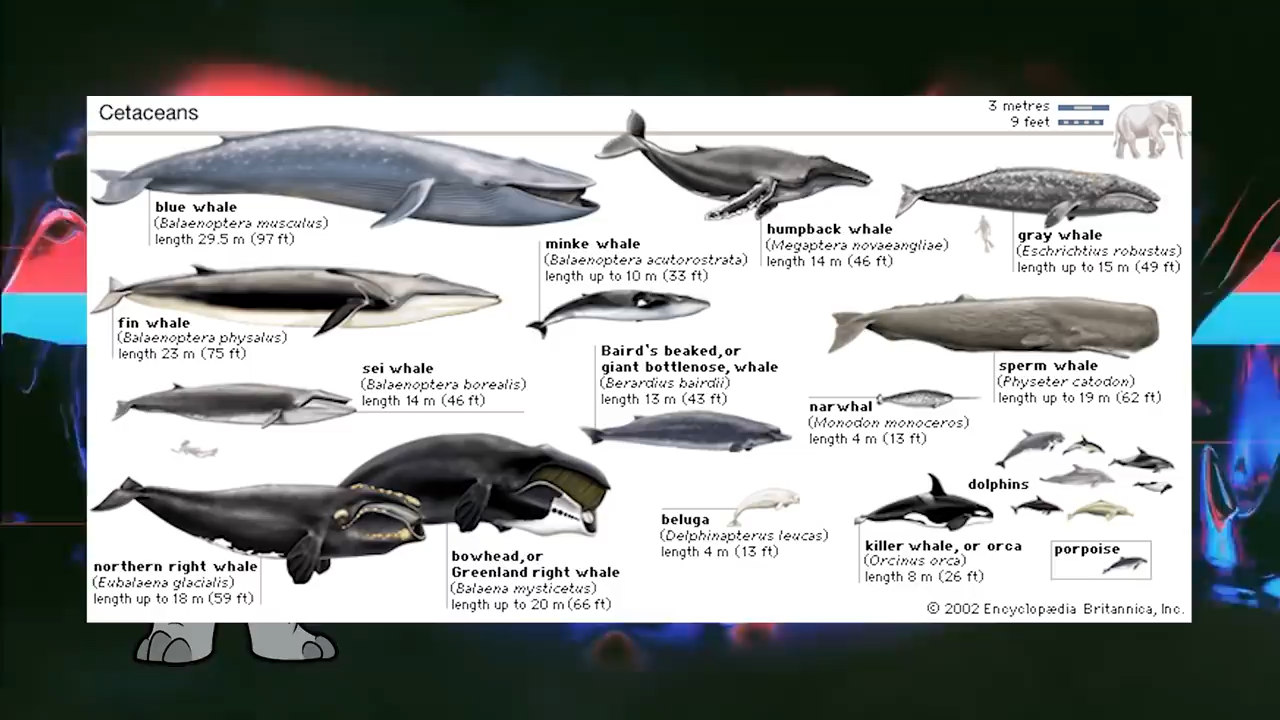 Cetaceans
3 metres
9 feet
blue whale
(Balaenoptera musculus)
length 29.5 m (97 ft)
humpback whale
(Megaptera novaeangliae)
length 14 m (46 ft)
gray whale
(Eschrichtius robustus)
length up to 15 m (49 ft)
minke whale
(Balaenoptera acutorostrata)
length up to 10 m (33 ft)
fin whale
(Balaenoptera physalus)
length 23 m (75 ft)
sei whale
(Balaenoptera borealis)
length 14 m (46 ft)
Baird's beaked, or
giant bottlenose, whale
(Berardius bairdii)
length 13 m (43 ft)
sperm whale
(Physeter catodon)
length up to 19 m (62 ft)
narwhal
(Monodon monoceros)
length 4 m (13 ft)
dolphins
northern right whale
(Eubalaena glacialis)
length up to 18 m (59 ft)
bowhead, or
Greenland right whale
(Balaena mysticetus)
length up to 20 m (66 ft)
beluga
(Delphinapterus leucas)
length 4 m (13 ft)
killer whale, or orca
(Orcinus orca)
length 8 m (26 ft)
porpoise
© 2002 Encyclopædia Britannica, Inc.